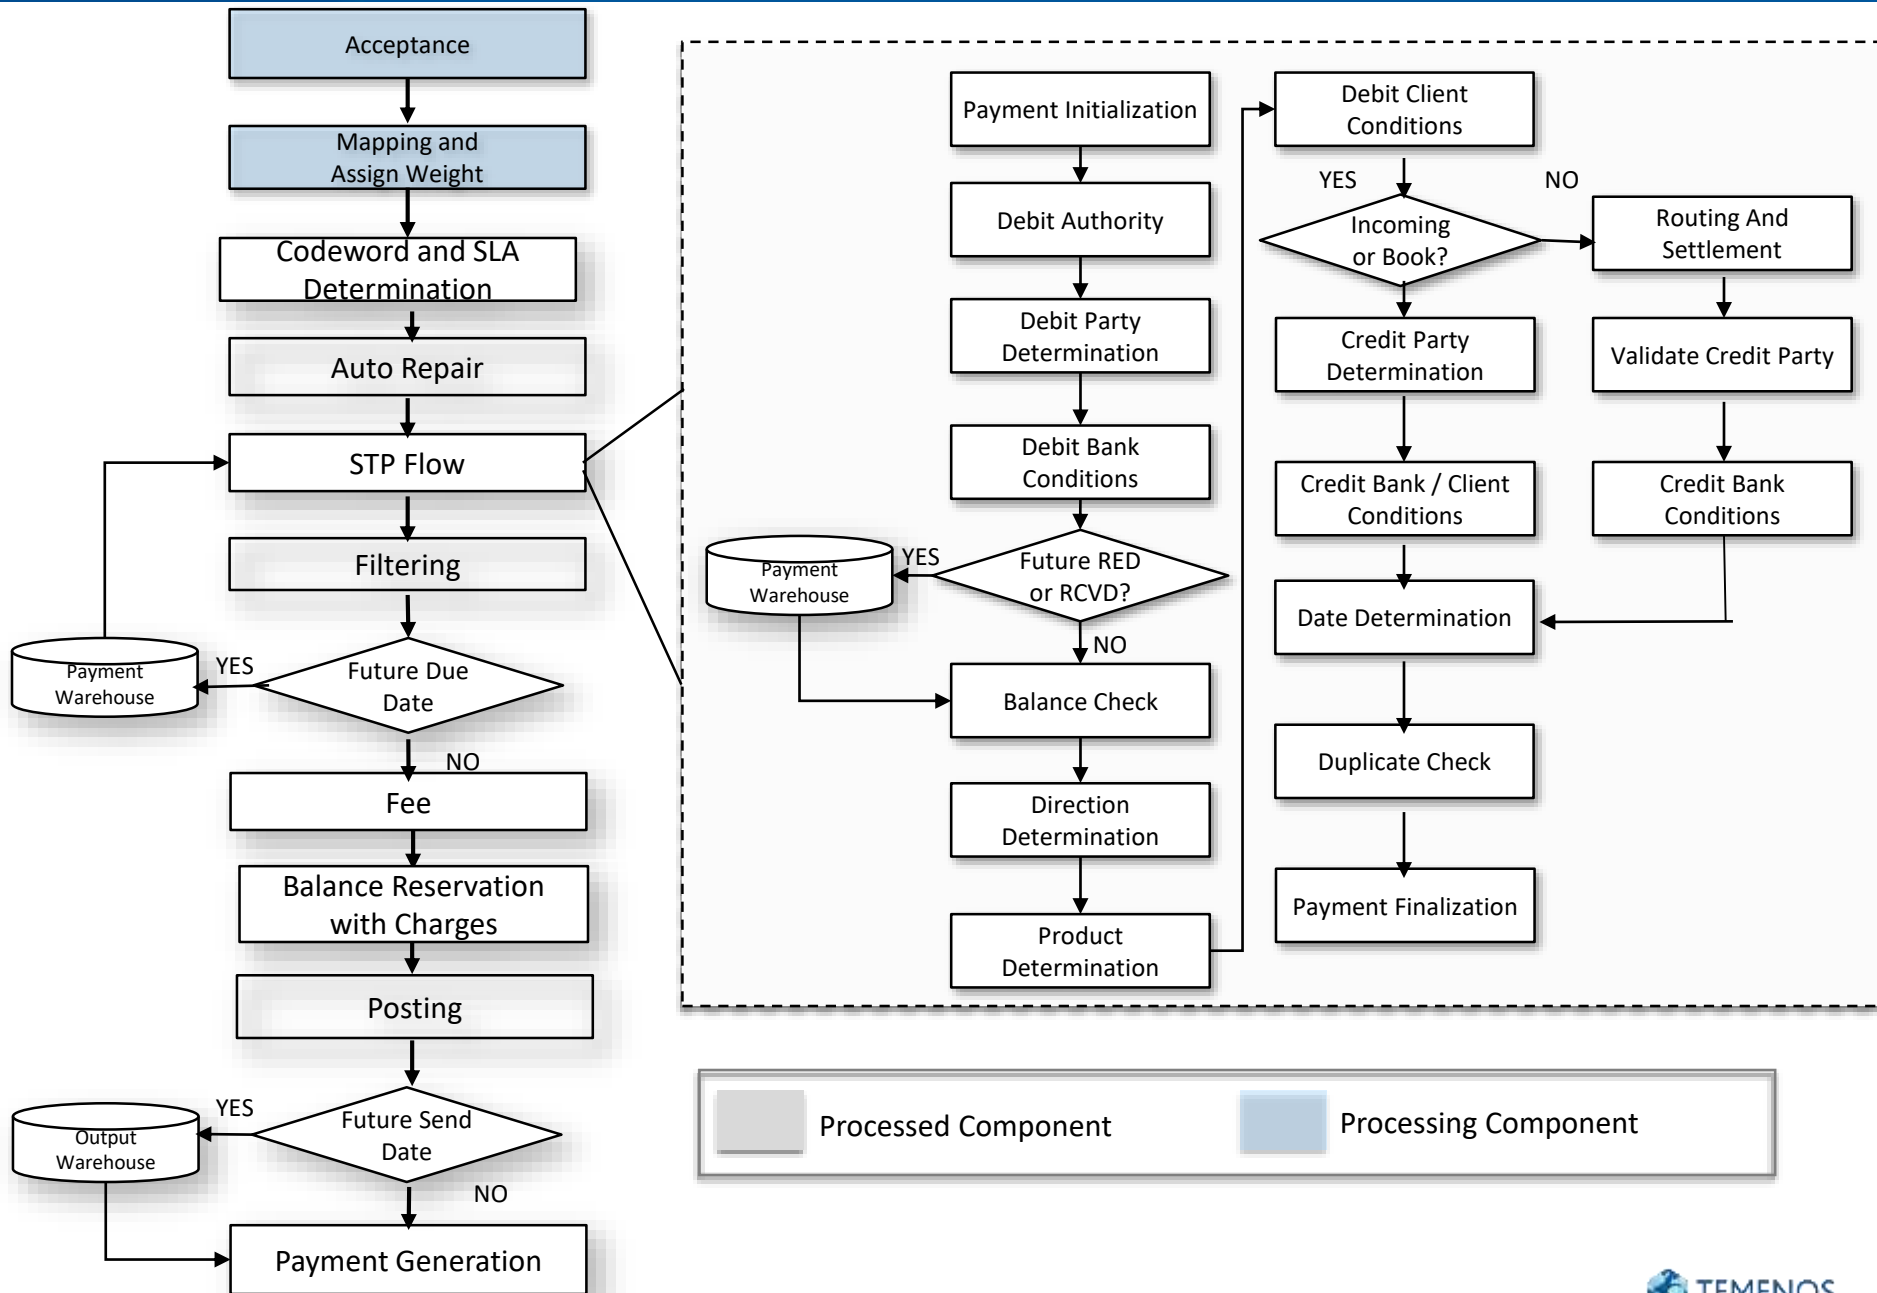 Acceptance
Mapping and
Assign Weight
Codeword and SLA
Determination
Auto Repair
STP Flow
Filtering
Future Due
Date
YES
Payment
Warehouse
NO
Fee
Balance Reservation
with Charges
Posting
Future Send
Date
YES
Output
Warehouse
NO
Payment Generation
Payment Initialization
Debit Authority
Debit Party
Determination
Debit Bank
Conditions
Future RED
or RCVD?
YES
Payment
Warehouse
NO
Balance Check
Direction
Determination
Product
Determination
Debit Client
Conditions
YES
NO
Incoming
or Book?
Routing And
Settlement
Credit Party
Determination
Validate Credit Party
Credit Bank / Client
Conditions
Credit Bank
Conditions
Date Determination
Duplicate Check
Payment Finalization
Processed Component
Processing Component
TEMENOS